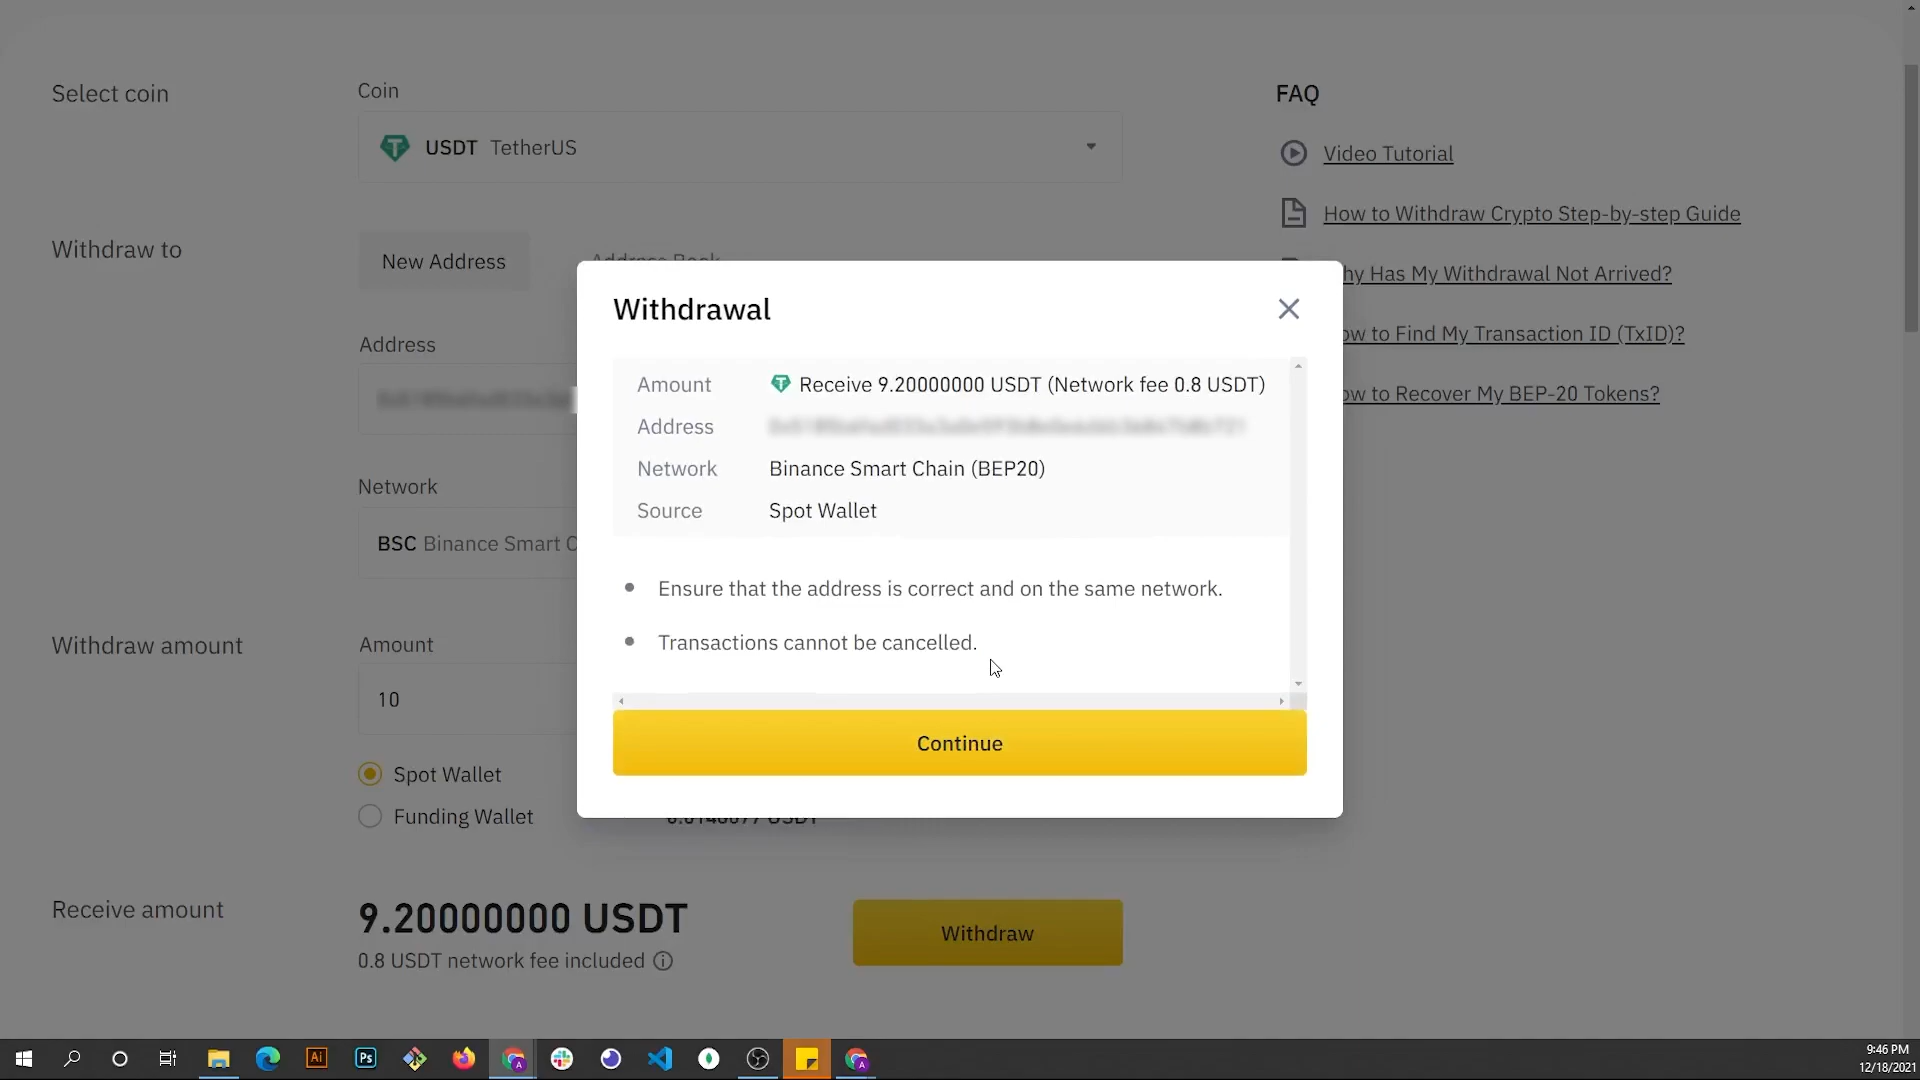 Select coin
Coin
USDT TetherUS
FAQ
Video Tutorial
How to Withdraw Crypto Step-by-step Guide
hy Has My Withdrawal Not Arrived?
ow to Find My Transaction ID (TxID)?
ow to Recover My BEP-20 Tokens?
Withdraw to
New Address
Address Book
Address
Network
BSC Binance Smart C
Withdraw amount
Amount
10
Spot Wallet
Funding Wallet
Receive amount
9.20000000 USDT
0.8 USDT network fee included
Withdraw
Withdrawal
Amount Receive 9.20000000 USDT (Network fee 0.8 USDT)
Address
Network Binance Smart Chain (BEP20)
Source Spot Wallet
Ensure that the address is correct and on the same network.
Transactions cannot be cancelled.
Continue
Ai
Ps
A
A
9:46 PM
12/18/2021